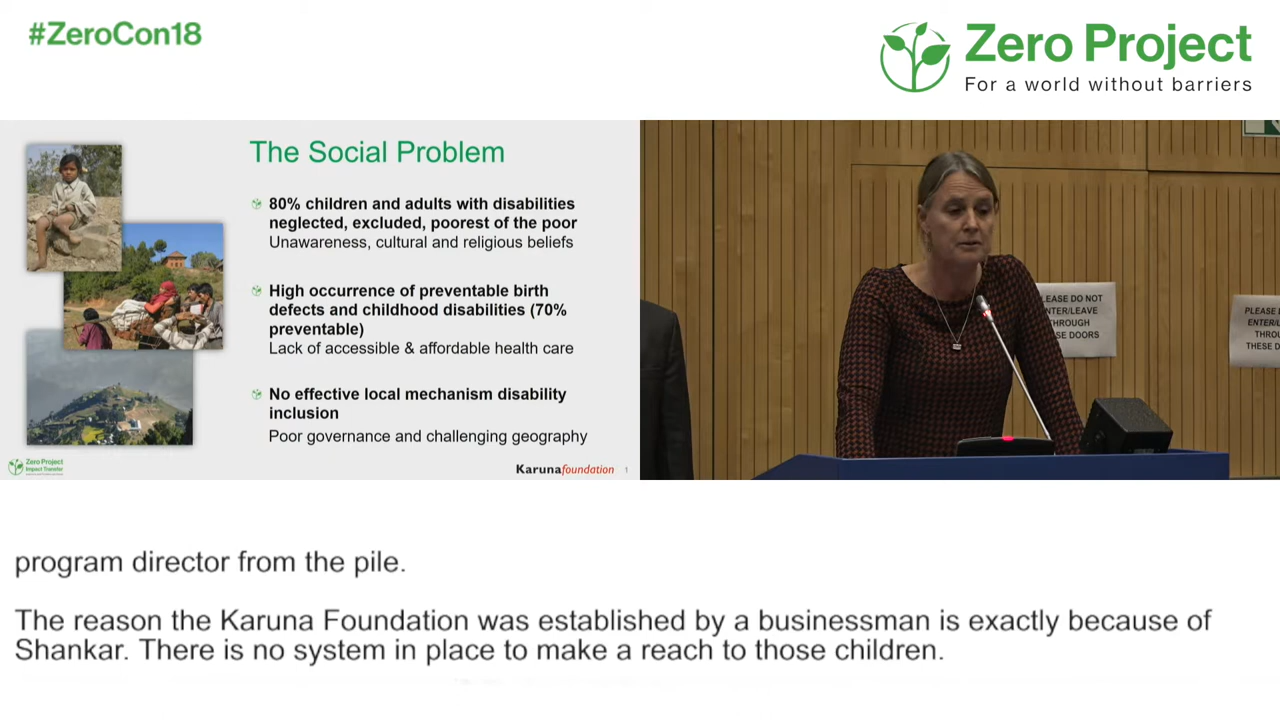 #ZeroCon18
Zero Project
For a world without barriers
The Social Problem
80% children and adults with disabilities
neglected, excluded, poorest of the poor
Unawareness, cultural and religious beliefs
High occurrence of preventable birth
defects and childhood disabilities (70%
preventable)
Lack of accessible & affordable health care
No effective local mechanism disability
inclusion
Poor governance and challenging geography
Zero Project
Impact Transfer
Karunafoundation
1
EASE DO NOT
NTER/LEAVE
HROUGH
SE DOORS
PLEASE
ENTER/L
THROU
THESE D
program director from the pile.
The reason the Karuna Foundation was established by a businessman is exactly because of
Shankar. There is no system in place to make a reach to those children.